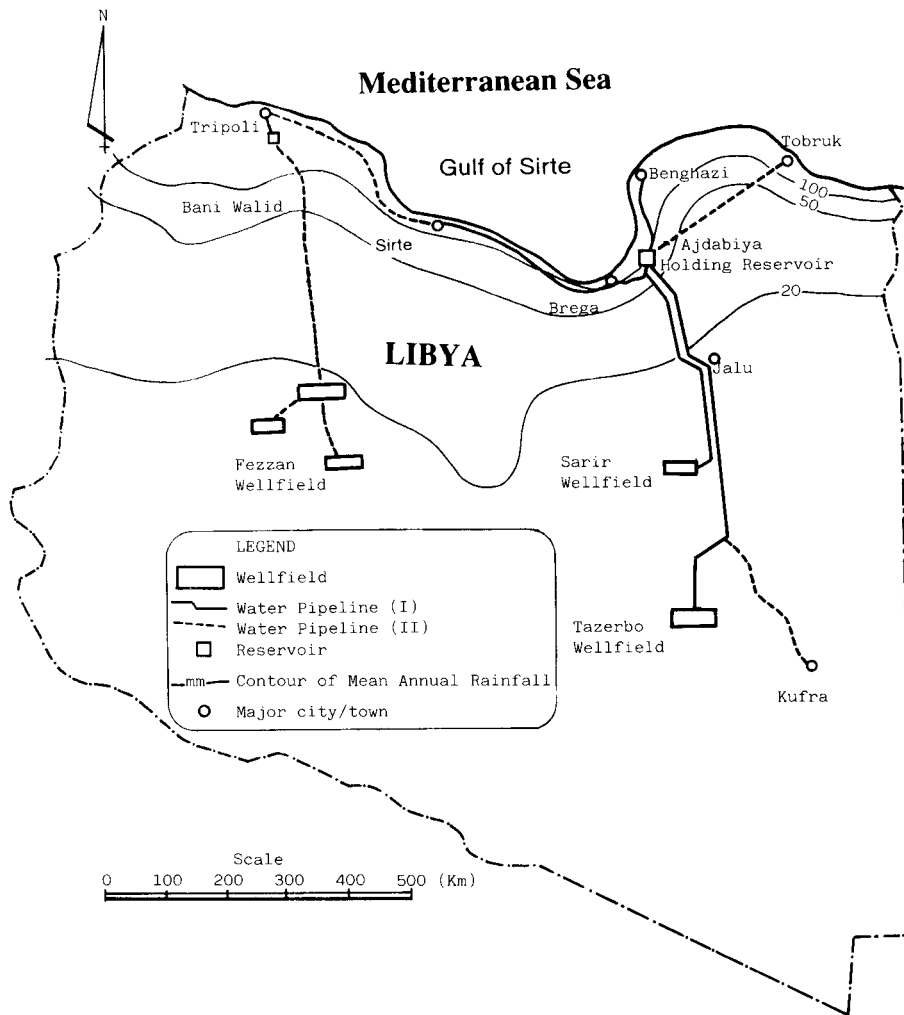 N
Mediterranean Sea
Tripoli
Tobruk
Gulf of Sirte
Benghazi
100
50
Bani Walid
Sirte
Ajdabiya
Holding Reservoir
20
Brega
LIBYA
Jalu
Fezzan
Wellfield
Sarir
Wellfield
LEGEND
Wellfield
Water Pipeline (I)
Water Pipeline (II)
Reservoir
mm Contour of Mean Annual Rainfall
Major city/town
Tazerbo
Wellfield
Kufra
Scale
0 100 200 300 400 500 (Km)